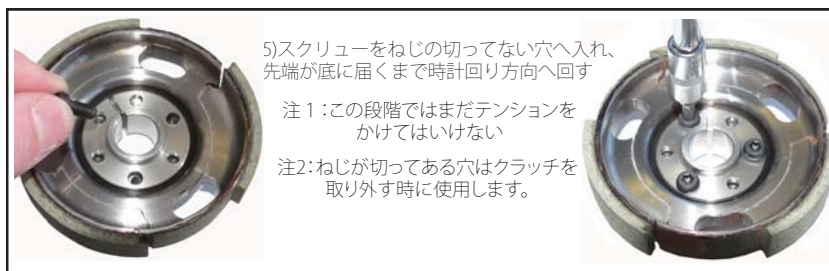 5)スクリューをねじの切ってない穴へ入れ、
先端が底に届くまで時計回り方向へ回す
注1:この段階ではまだテンションを
かけてはいけない
注2:ねじが切ってある穴はクラッチを
取り外す時に使用します。